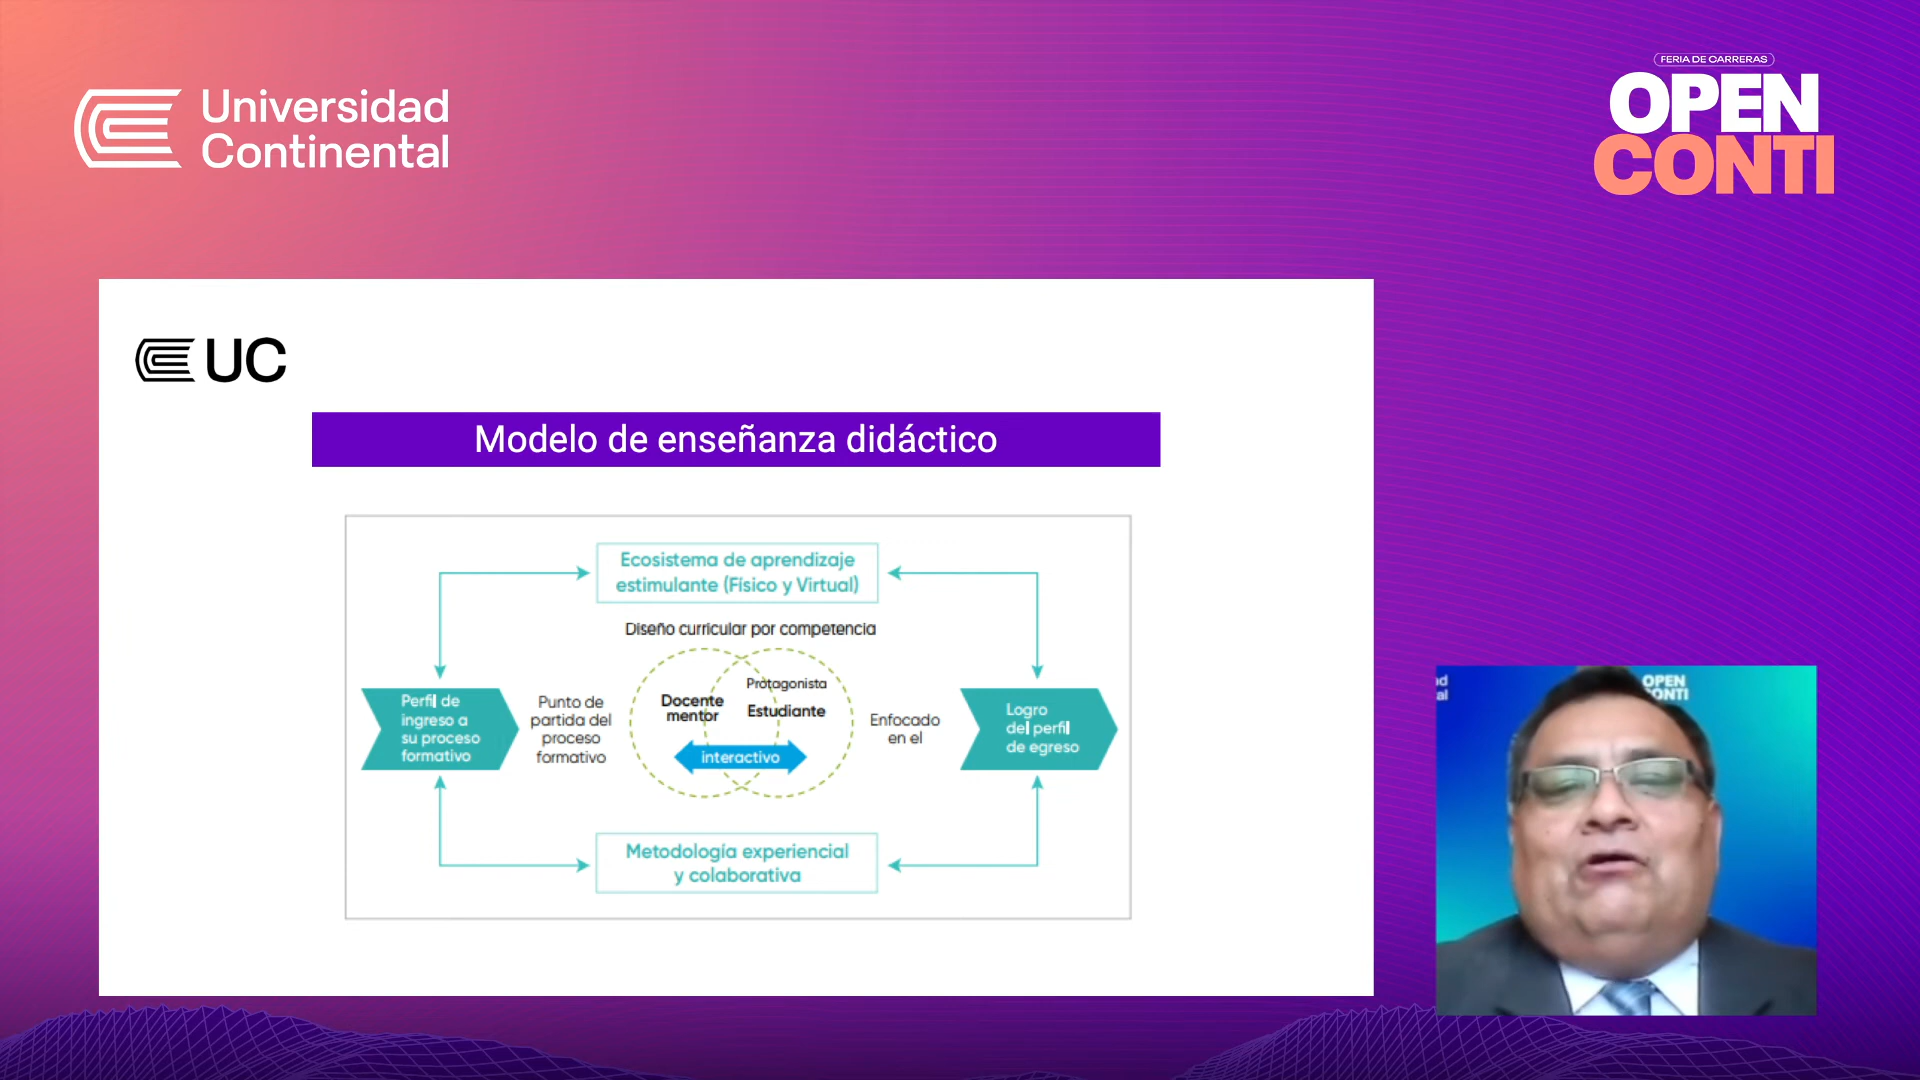 Universidad
Continental
FERIA DE CARRERAS
OPEN
CONTI
UC
Modelo de enseñanza didáctico
Ecosistema de aprendizaje
estimulante (Físico y Virtual)
Diseño curricular por competencia
Perfil de
ingreso a
su proceso
formativo
Punto de
partida del
proceso
formativo
Docente
mentor
Protagonista
Estudiante
interactivo
Enfocado
en el
Logro
del perfil
de egreso
Metodología experiencial
y colaborativa
ad
al
OPEN
CONTI